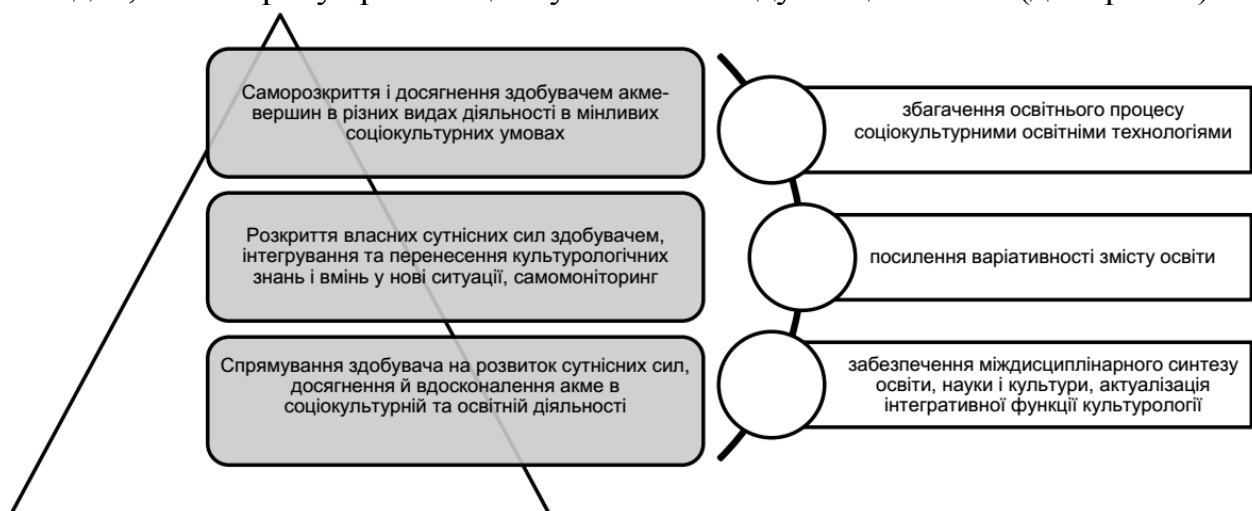 Саморозкриття і досягнення здобувачем акме-
вершин в різних видах діяльності в мінливих
соціокультурних умовах
збагачення освітнього процесу
соціокультурними освітніми технологіями
Розкриття власних сутнісних сил здобувачем,
інтегрування та перенесення культурологічних
знань і вмінь у нові ситуації, самомоніторинг
посилення варіативності змісту освіти
Спрямування здобувача на розвиток сутнісних сил,
досягнення й вдосконалення акме в
соціокультурній та освітній діяльності
забезпечення міждисциплінарного синтезу
освіти, науки і культури, актуалізація
інтегративної функції культурології